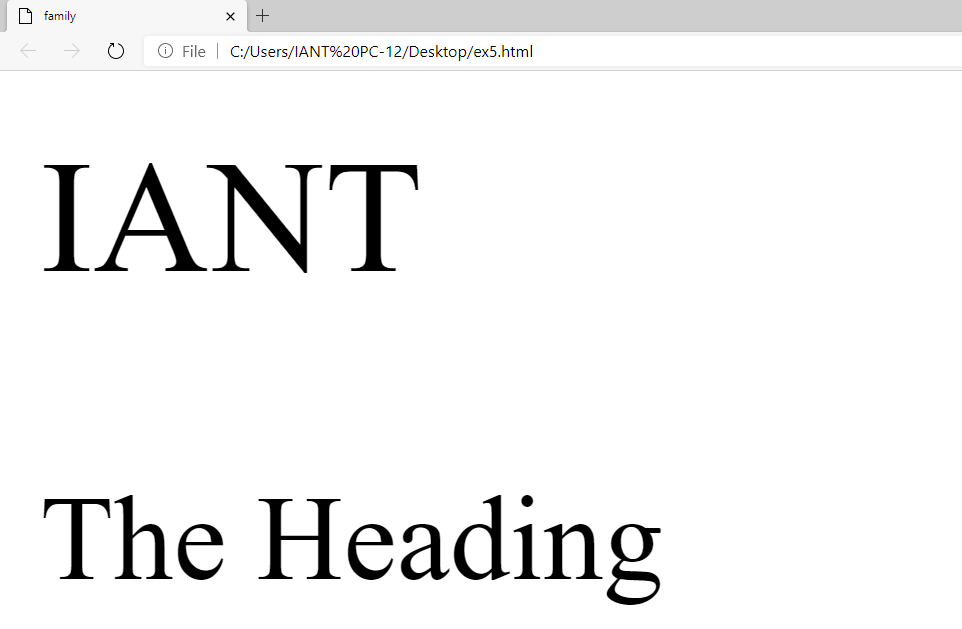 family
File | C:/Users/IANT%20PC-12/Desktop/ex5.html
IANT
The Heading